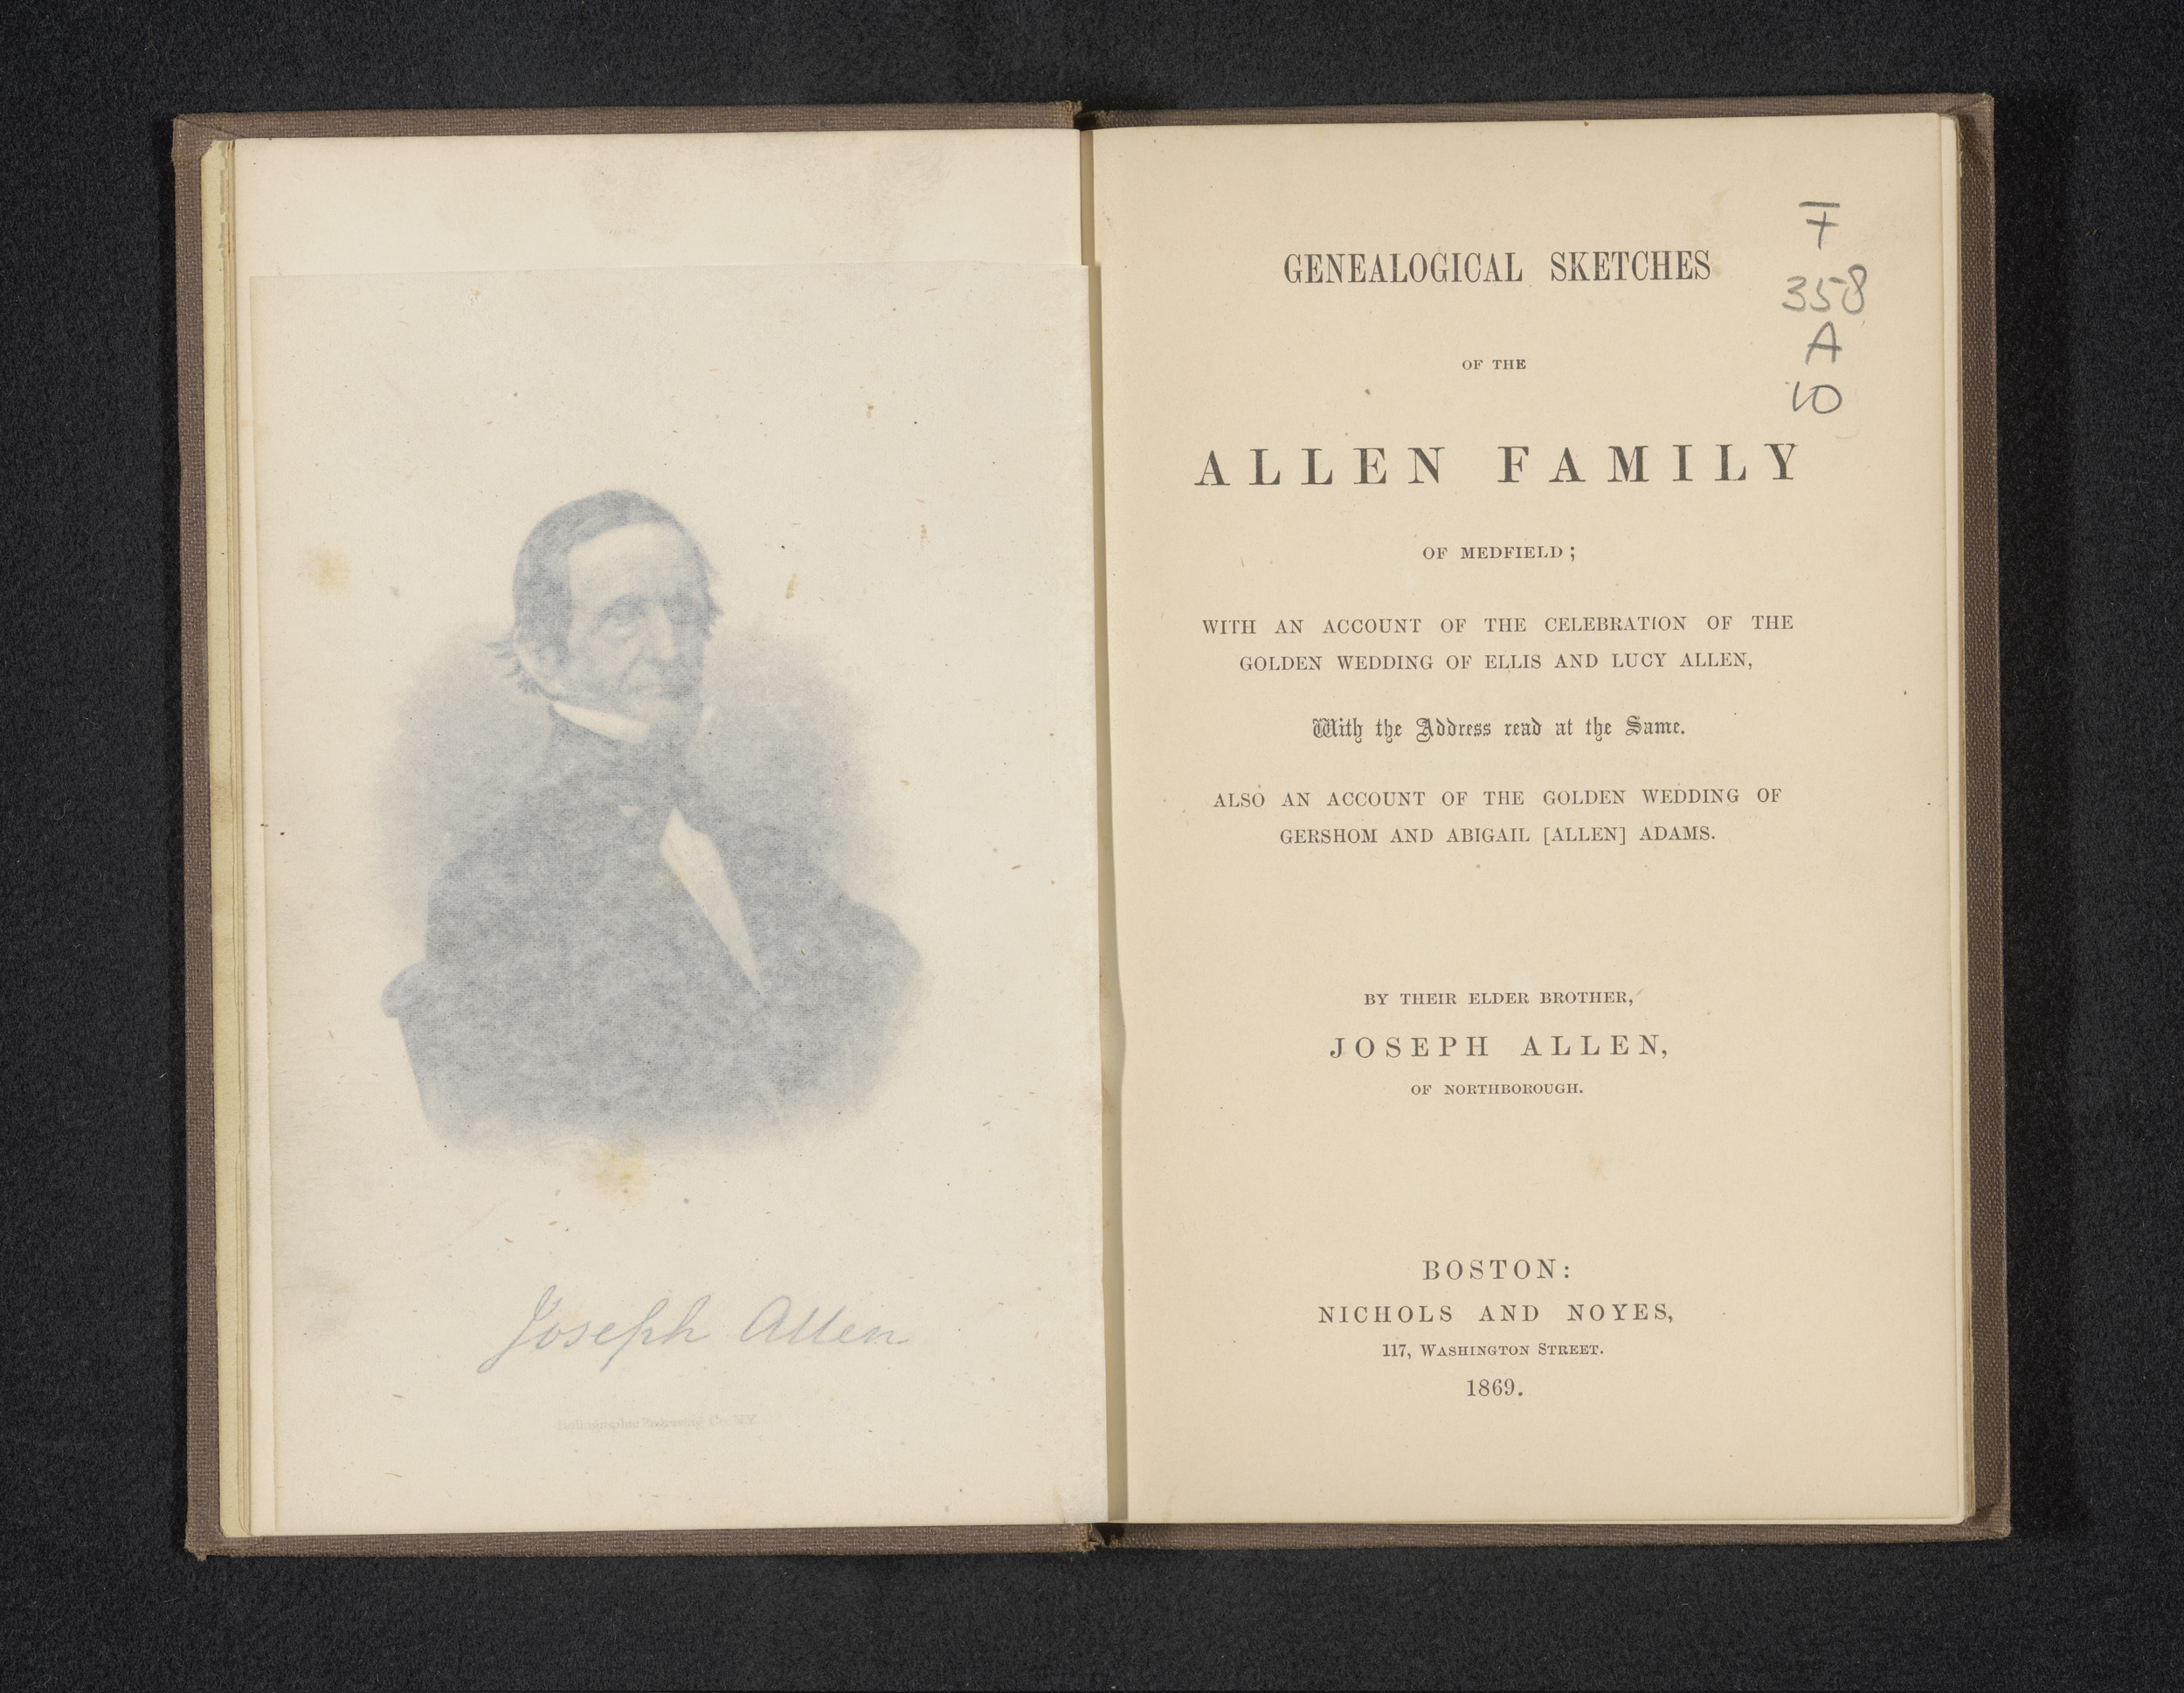 Joseph Allen
Heliographic Engraving Co. N.Y.
F
358
A
10
GENEALOGICAL SKETCHES
OF THE
ALLEN FAMILY
OF MEDFIELD;
WITH AN ACCOUNT OF THE CELEBRATION OF THE
GOLDEN WEDDING OF ELLIS AND LUCY ALLEN,
With the Address read at the Same.
ALSO AN ACCOUNT OF THE GOLDEN WEDDING OF
GERSHOM AND ABIGAIL [ALLEN] ADAMS.
BY THEIR ELDER BROTHER,
JOSEPH ALLEN,
OF NORTHBOROUGH.
BOSTON:
NICHOLS AND NOYES,
117, WASHINGTON STREET.
1869.